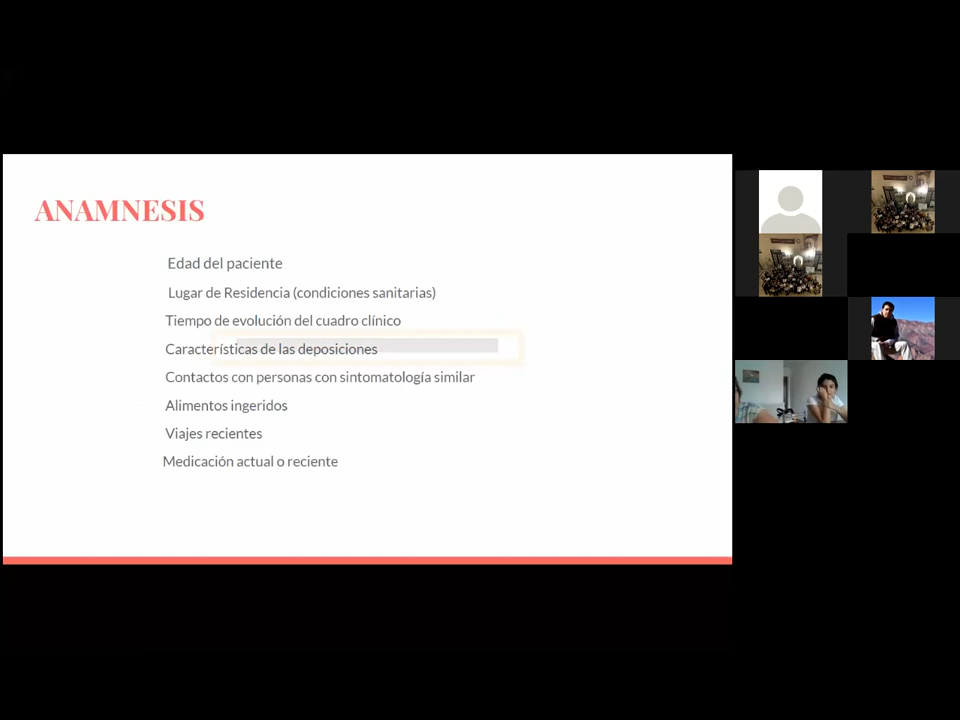 ANAMNESIS
Edad del paciente
Lugar de Residencia (condiciones sanitarias)
Tiempo de evolución del cuadro clínico
Características de las deposiciones
Contactos con personas con sintomatología similar
Alimentos ingeridos
Viajes recientes
Medicación actual o reciente